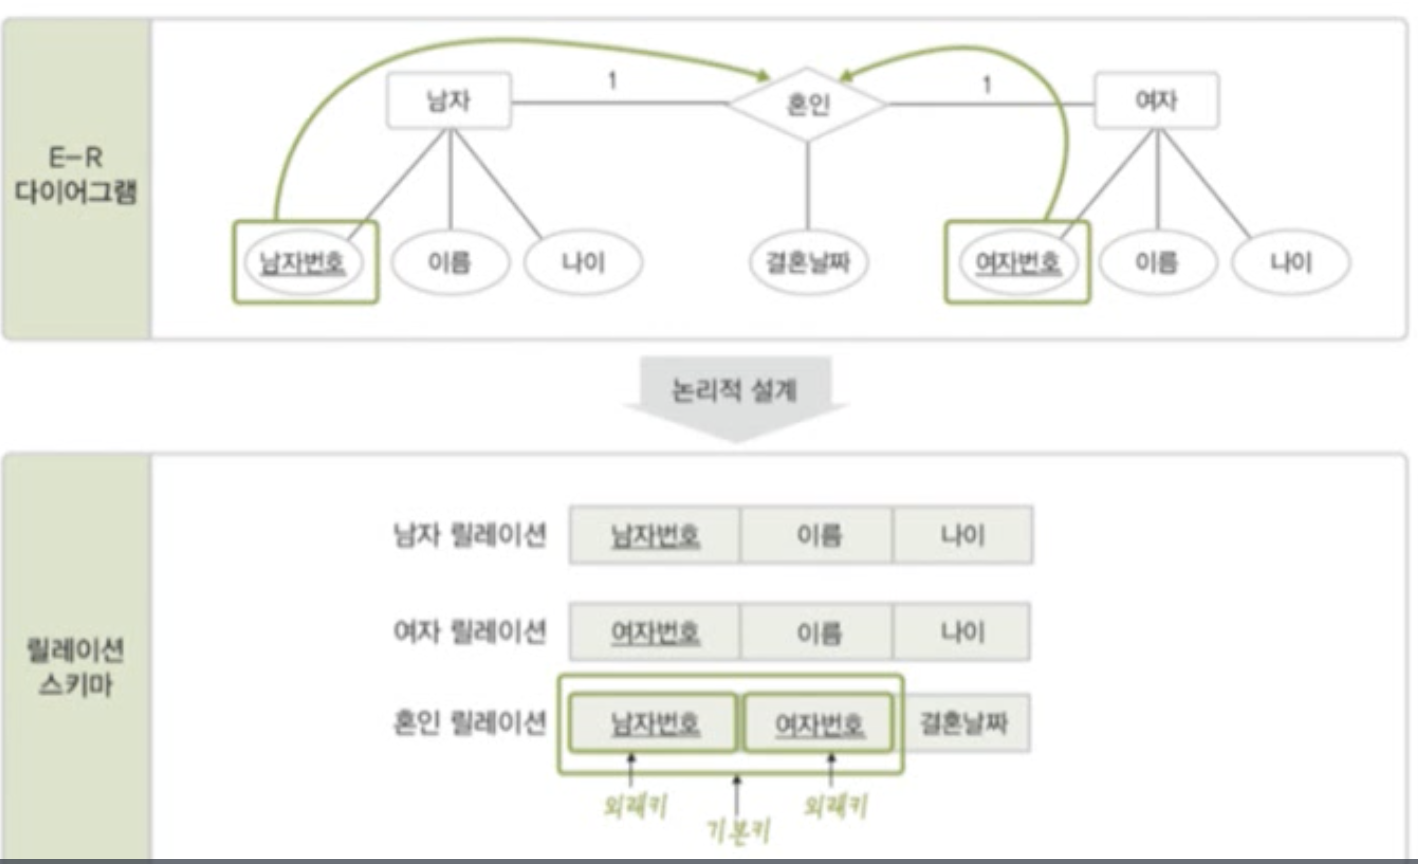 E-R
다이어그램
남자
1
혼인
1
여자
남자번호
이름
나이
결혼날짜
여자번호
이름
나이
논리적 설계
릴레이션
스키마
남자 릴레이션
남자번호
이름
나이
여자 릴레이션
여자번호
이름
나이
혼인 릴레이션
남자번호
여자번호
결혼날짜
외래키
기본키
외래키